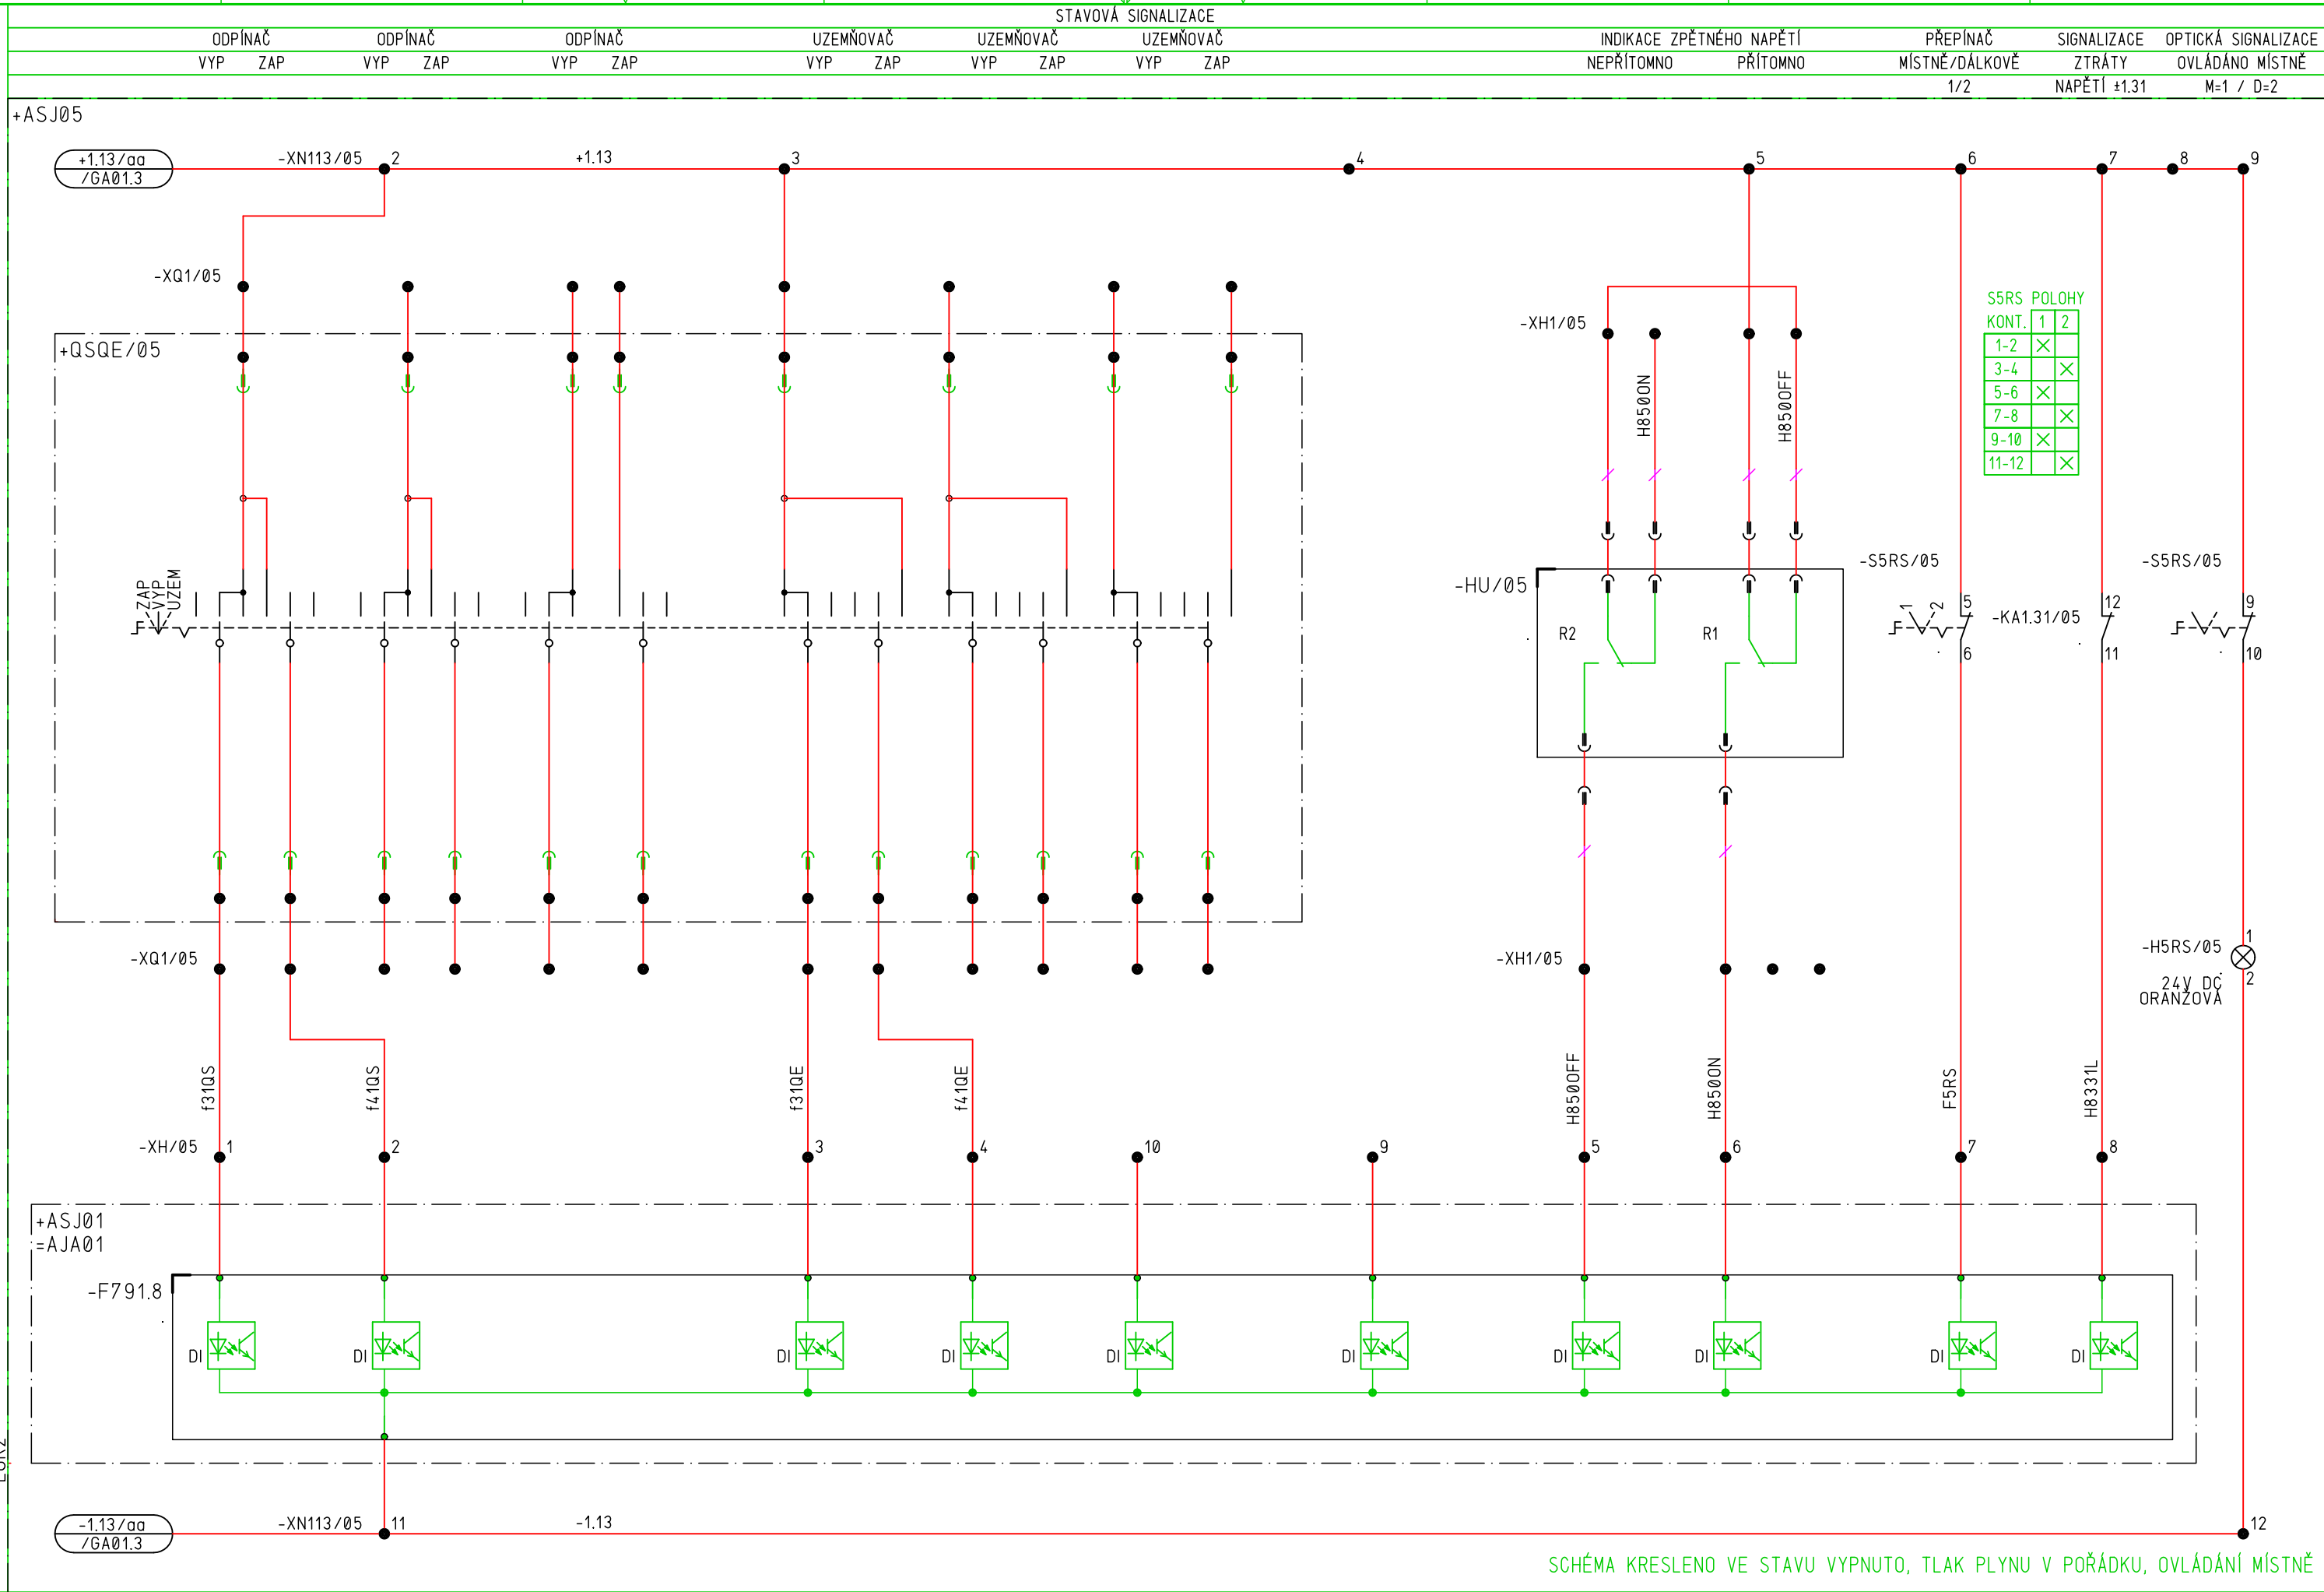 STAVOVÁ SIGNALIZACE
ODPÍNAČ ODPÍNAČ ODPÍNAČ UZEMŇOVAČ UZEMŇOVAČ UZEMŇOVAČ INDIKACE ZPĚTNÉHO NAPĚTÍ PŘEPÍNAČ SIGNALIZACE OPTICKÁ SIGNALIZACE
VYP ZAP VYP ZAP VYP ZAP VYP ZAP VYP ZAP VYP ZAP NEPŘÍTOMNO PŘÍTOMNO MÍSTNĚ/DÁLKOVĚ ZTRÁTY OVLÁDÁNO MÍSTNĚ
1/2 NAPĚTÍ ±1.31 M=1 / D=2
+ASJ05
+1.13/aa -XN113/05 2 +1.13 3 4 5 6 7 8 9
/GA01.3
-XQ1/05
S5RS POLOHY
KONT. 1 2
-XH1/05
+QSQE/05
1-2 X
3-4 X
5-6 X
7-8 X
9-10 X
11-12 X
H850ON
H850OFF
-S5RS/05 -S5RS/05
-HU/05
ZAP
VYP
UZEM
R2 R1
1 2 5 -KA1.31/05 12 9
6 11 10
-XQ1/05 -XH1/05 -H5RS/05 1
24V DC 2
ORANŽOVÁ
f31QS f41QS f31QE f41QE H850OFF H850ON F5RS H8331L
-XH/05 1 2 3 4 10 9 5 6 7 8
+ASJ01
=AJA01
-F791.8
DI DI DI DI DI DI DI DI DI DI
-1.13/aa -XN113/05 11 -1.13 12
/GA01.3
SCHÉMA KRESLENO VE STAVU VYPNUTO, TLAK PLYNU V POŘÁDKU, OVLÁDÁNÍ MÍSTNĚ